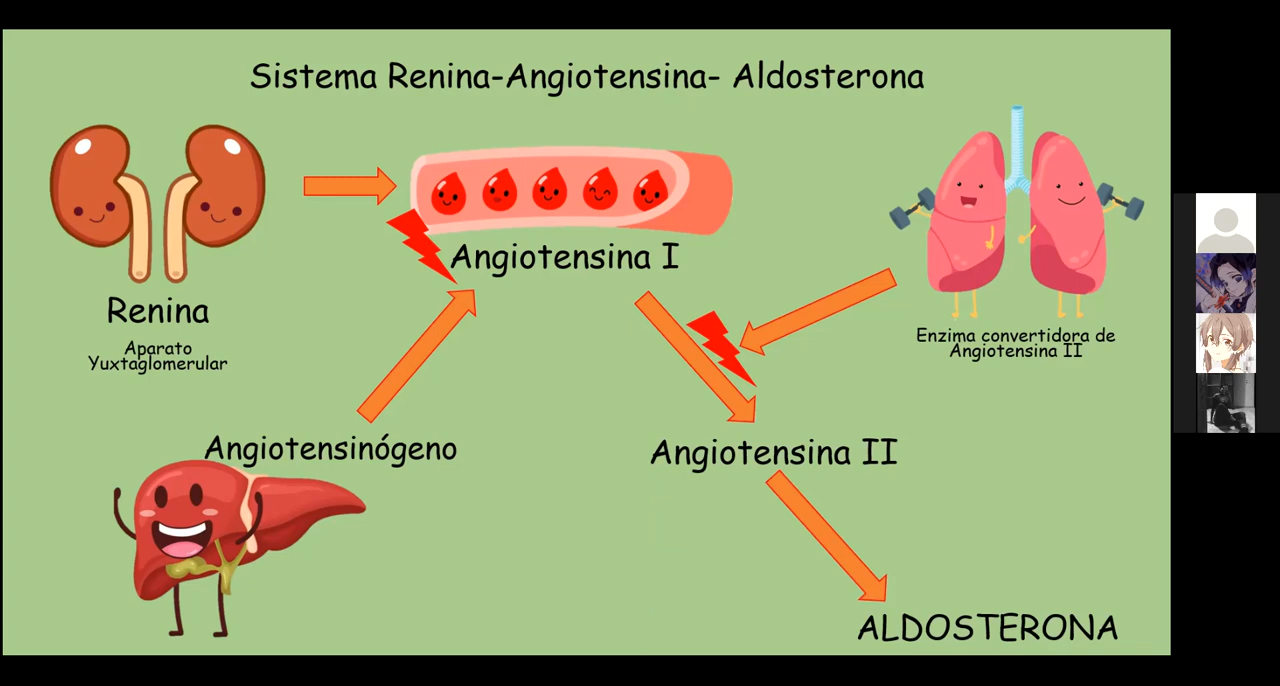 Sistema Renina-Angiotensina- Aldosterona
Angiotensina I
Renina
Aparato
Yuxtaglomerular
Enzima convertidora de
Angiotensina II
Angiotensinógeno
Angiotensina II
ALDOSTERONA